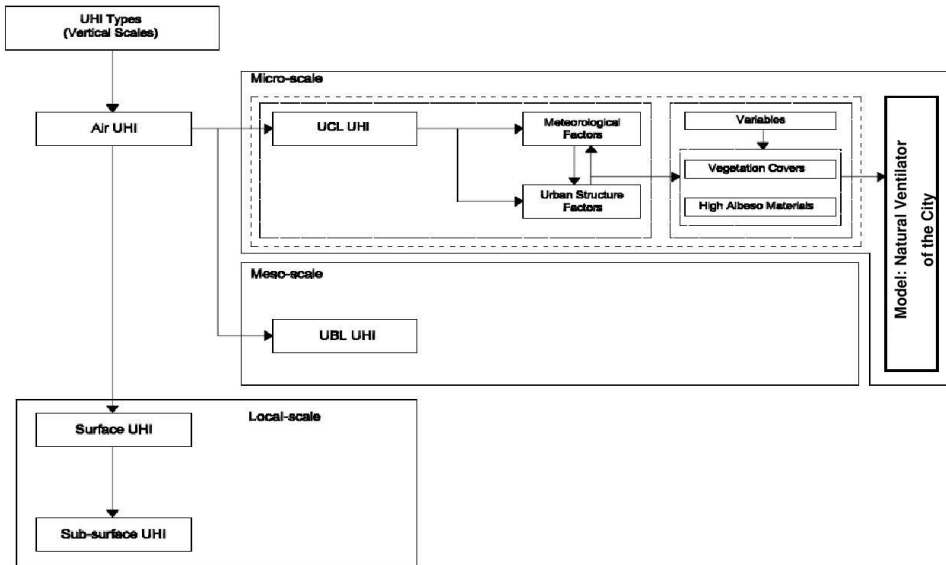 UHI Types
(Vertical Scales)
Micro-scale
Air UHI
UCL UHI
Meteorological
Factors
Urban Structure
Factors
Variables
Vegetation Covers
High Albeso Materials
Model: Natural Ventilator
of the City
Meso-scale
UBL UHI
Local-scale
Surface UHI
Sub-surface UHI